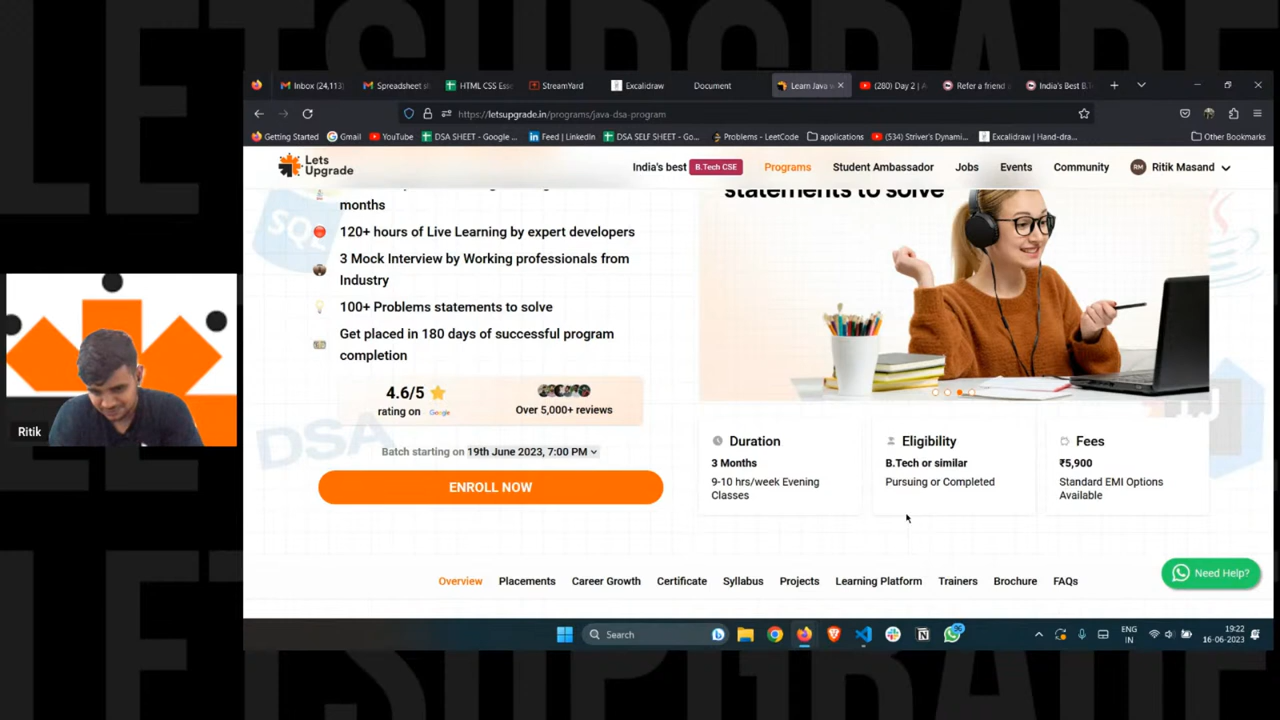 LETSUPGRADE
Inbox (24,113)
Spreadsheet s
HTML CSS Ess
StreamYard
Excalidraw
Document
Learn Java w
(280) Day 2 | A
Refer a friend
India's Best B.T
https://letsupgrade.in/programs/java-dsa-program
Getting Started
Gmail
YouTube
DSA SHEET - Google ...
Feed | LinkedIn
DSA SELF SHEET - Go...
Problems - LeetCode
applications
(534) Striver's Dynami...
Excalidraw | Hand-dra...
Other Bookmarks
Lets
Upgrade
India's best B.Tech CSE
Programs
Student Ambassador
Jobs
Events
Community
RM Ritik Masand
months
120+ hours of Live Learning by expert developers
3 Mock Interview by Working professionals from
Industry
100+ Problems statements to solve
Get placed in 180 days of successful program
completion
4.6/5
rating on Google
Over 5,000+ reviews
Batch starting on 19th June 2023, 7:00 PM
ENROLL NOW
SQL
DSA
statements to solve
Duration
3 Months
9-10 hrs/week Evening
Classes
Eligibility
B.Tech or similar
Pursuing or Completed
Fees
₹5,900
Standard EMI Options
Available
Overview
Placements
Career Growth
Certificate
Syllabus
Projects
Learning Platform
Trainers
Brochure
FAQs
Need Help?
Ritik
Search
ENG
IN
19:22
16-06-2023
LETSUPGRADE